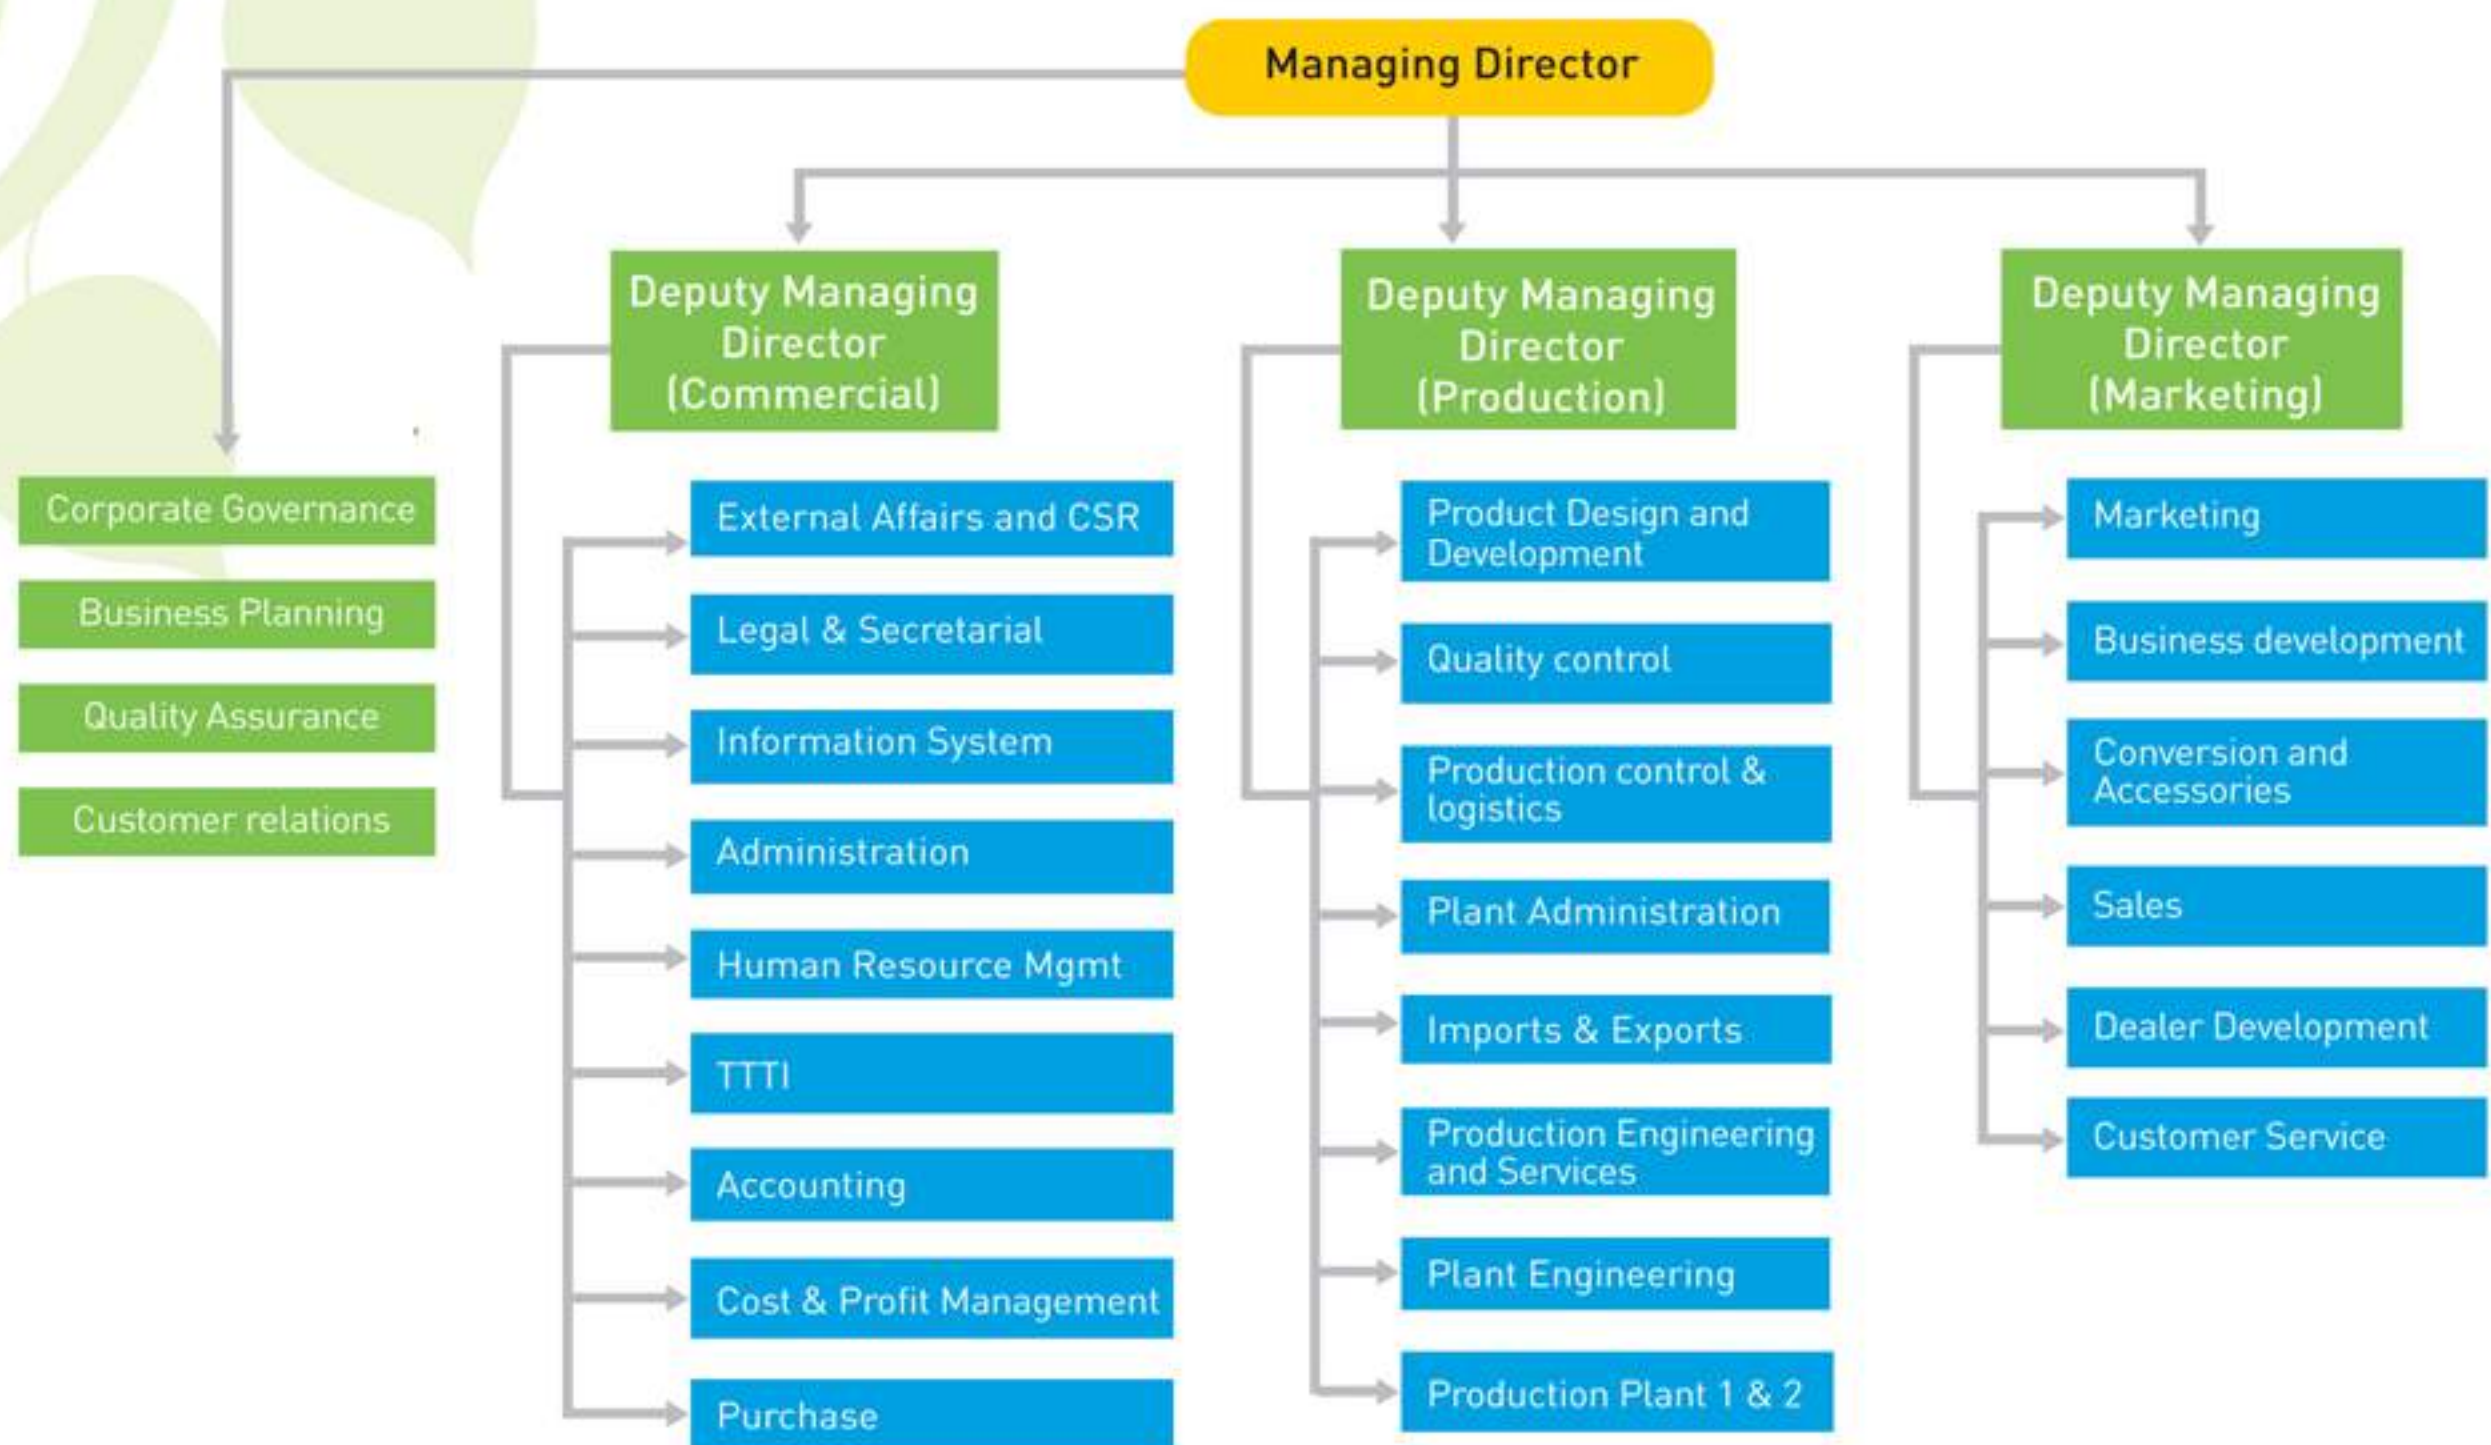 Managing Director
Deputy Managing
Director
(Commercial)
Deputy Managing
Director
(Production)
Deputy Managing
Director
(Marketing)
Corporate Governance
Business Planning
Quality Assurance
Customer relations
External Affairs and CSR
Legal & Secretarial
Information System
Administration
Human Resource Mgmt
TTTI
Accounting
Cost & Profit Management
Purchase
Product Design and
Development
Quality control
Production control &
logistics
Plant Administration
Imports & Exports
Production Engineering
and Services
Plant Engineering
Production Plant 1 & 2
Marketing
Business development
Conversion and
Accessories
Sales
Dealer Development
Customer Service